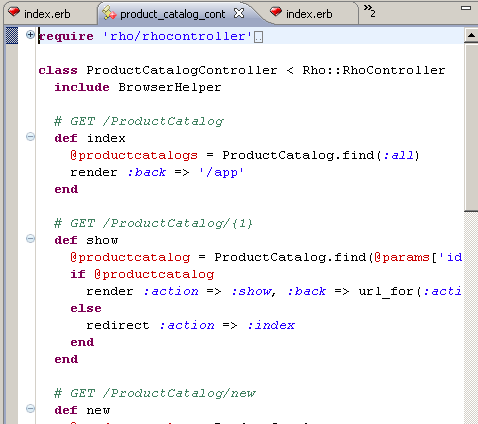 index.erb product_catalog_cont index.erb »2
require 'rho/rhocontroller'
class ProductCatalogController < Rho::RhoController
include BrowserHelper
# GET /ProductCatalog
def index
@productcatalogs = ProductCatalog.find(:all)
render :back => '/app'
end
# GET /ProductCatalog/{1}
def show
@productcatalog = ProductCatalog.find(@params['id
if @productcatalog
render :action => :show, :back => url_for(:acti
else
redirect :action => :index
end
end
# GET /ProductCatalog/new
def new